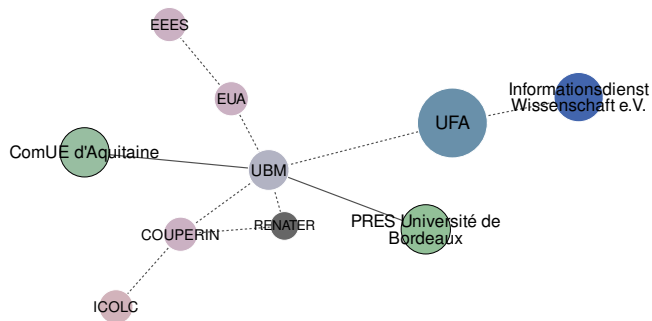 EEES
EUA
Informationsdienst
Wissenschaft e.V.
UFA
ComUE d'Aquitaine
UBM
PRES Université de
Bordeaux
RENATER
COUPERIN
ICOLC